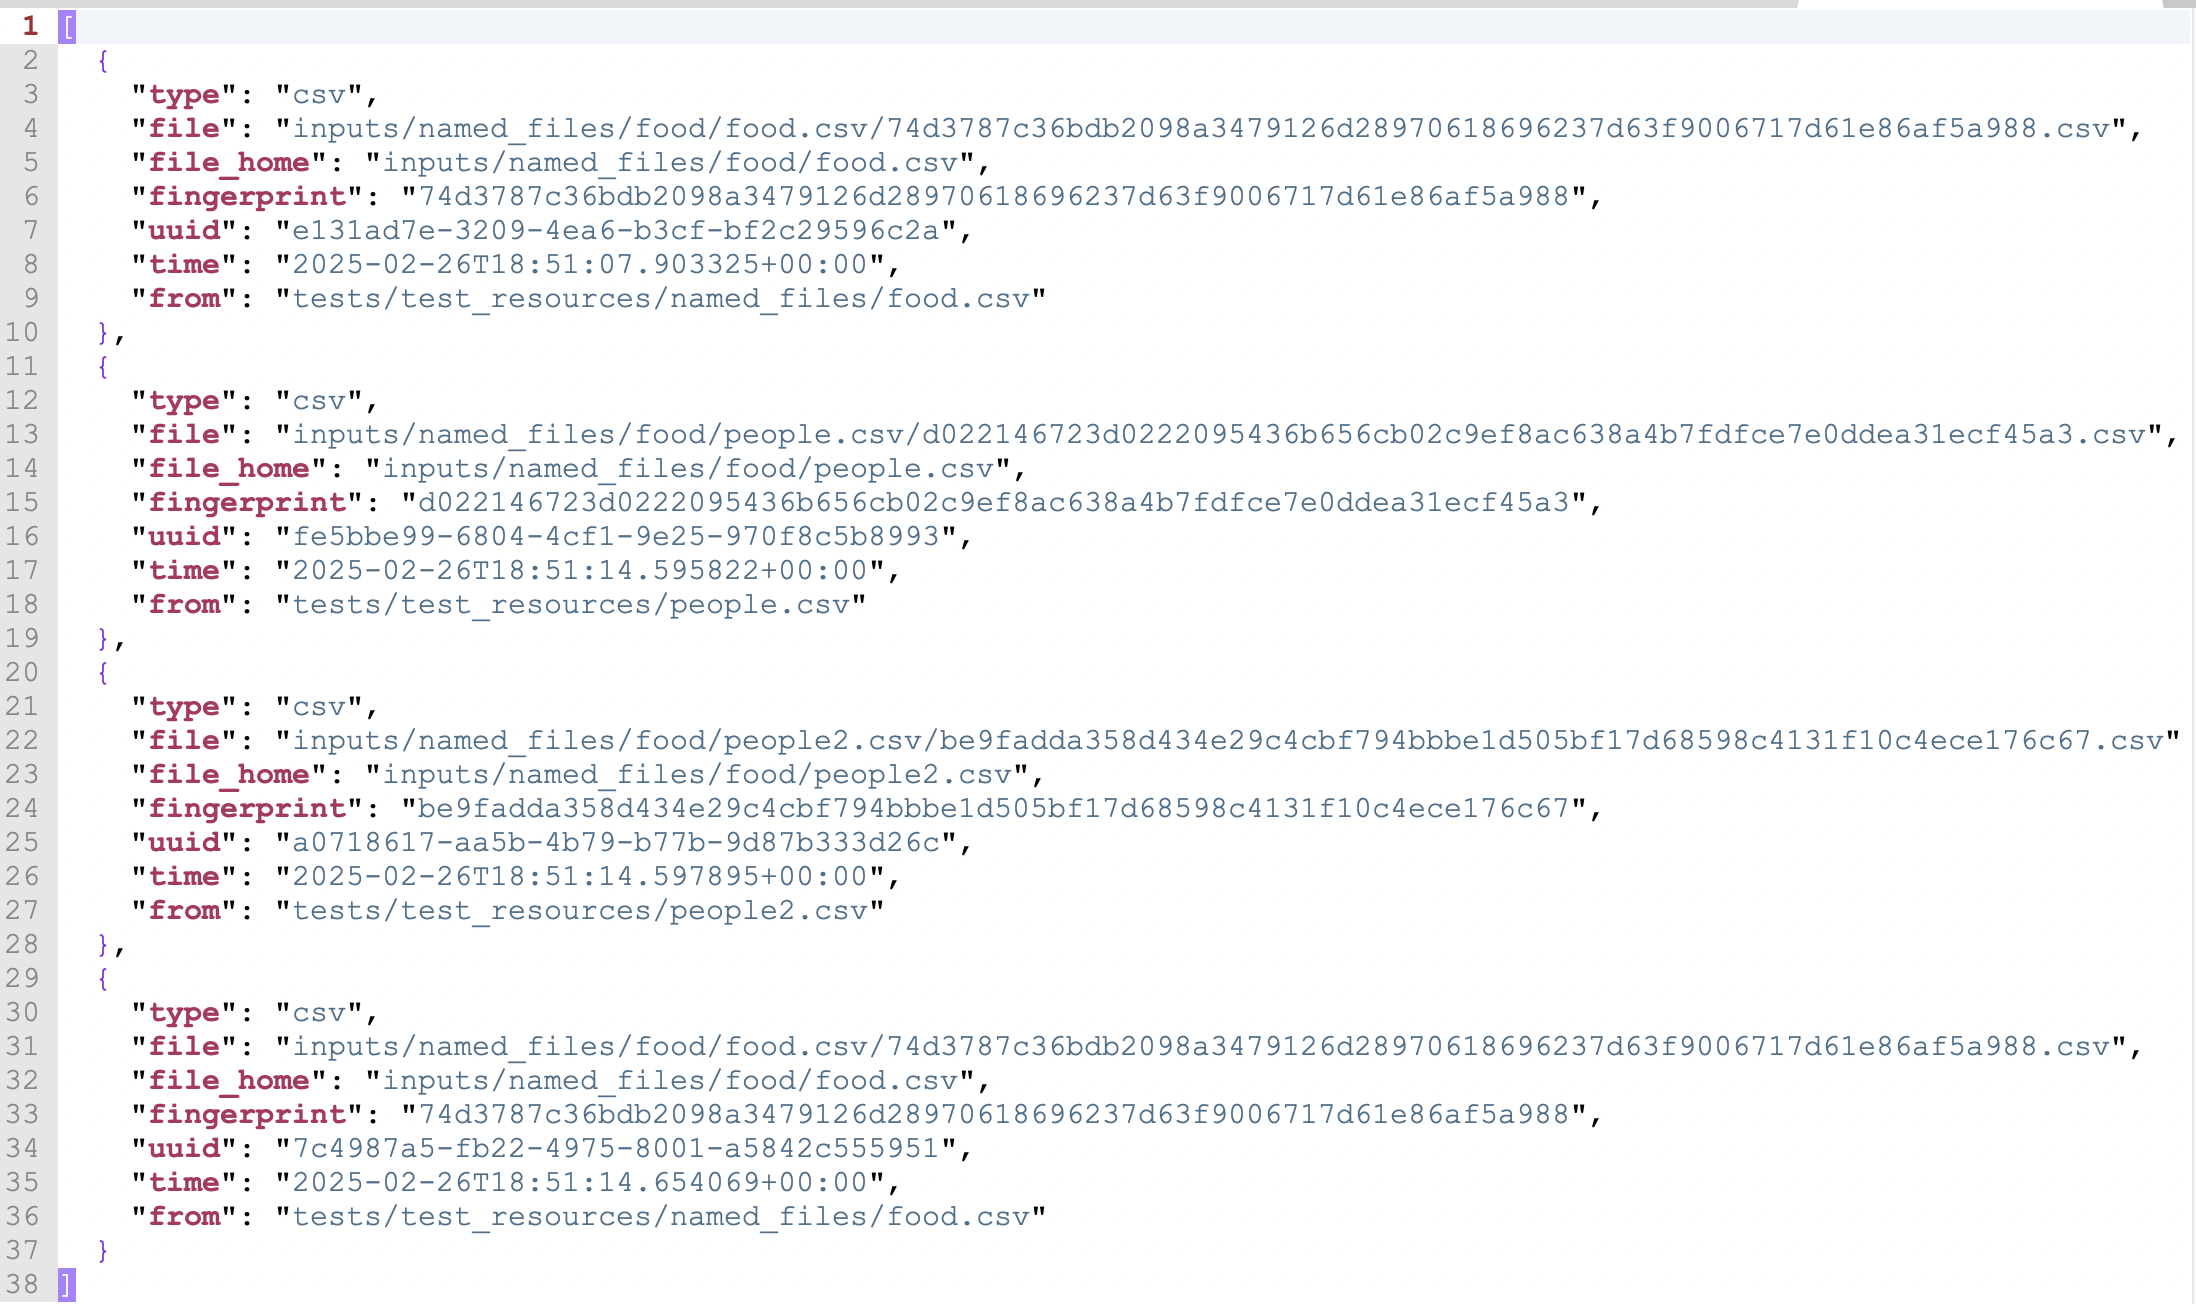 1 [
2 {
3 "type": "csv",
4 "file": "inputs/named_files/food/food.csv/74d3787c36bdb2098a3479126d28970618696237d63f9006717d61e86af5a988.csv",
5 "file_home": "inputs/named_files/food/food.csv",
6 "fingerprint": "74d3787c36bdb2098a3479126d28970618696237d63f9006717d61e86af5a988",
7 "uuid": "e131ad7e-3209-4ea6-b3cf-bf2c29596c2a",
8 "time": "2025-02-26T18:51:07.903325+00:00",
9 "from": "tests/test_resources/named_files/food.csv"
10 },
11 {
12 "type": "csv",
13 "file": "inputs/named_files/food/people.csv/d022146723d0222095436b656cb02c9ef8ac638a4b7fdfce7e0ddea31ecf45a3.csv",
14 "file_home": "inputs/named_files/food/people.csv",
15 "fingerprint": "d022146723d0222095436b656cb02c9ef8ac638a4b7fdfce7e0ddea31ecf45a3",
16 "uuid": "fe5bbe99-6804-4cf1-9e25-970f8c5b8993",
17 "time": "2025-02-26T18:51:14.595822+00:00",
18 "from": "tests/test_resources/people.csv"
19 },
20 {
21 "type": "csv",
22 "file": "inputs/named_files/food/people2.csv/be9fadda358d434e29c4cbf794bbbe1d505bf17d68598c4131f10c4ece176c67.csv"
23 "file_home": "inputs/named_files/food/people2.csv",
24 "fingerprint": "be9fadda358d434e29c4cbf794bbbe1d505bf17d68598c4131f10c4ece176c67",
25 "uuid": "a0718617-aa5b-4b79-b77b-9d87b333d26c",
26 "time": "2025-02-26T18:51:14.597895+00:00",
27 "from": "tests/test_resources/people2.csv"
28 },
29 {
30 "type": "csv",
31 "file": "inputs/named_files/food/food.csv/74d3787c36bdb2098a3479126d28970618696237d63f9006717d61e86af5a988.csv",
32 "file_home": "inputs/named_files/food/food.csv",
33 "fingerprint": "74d3787c36bdb2098a3479126d28970618696237d63f9006717d61e86af5a988",
34 "uuid": "7c4987a5-fb22-4975-8001-a5842c555951",
35 "time": "2025-02-26T18:51:14.654069+00:00",
36 "from": "tests/test_resources/named_files/food.csv"
37 }
38 ]